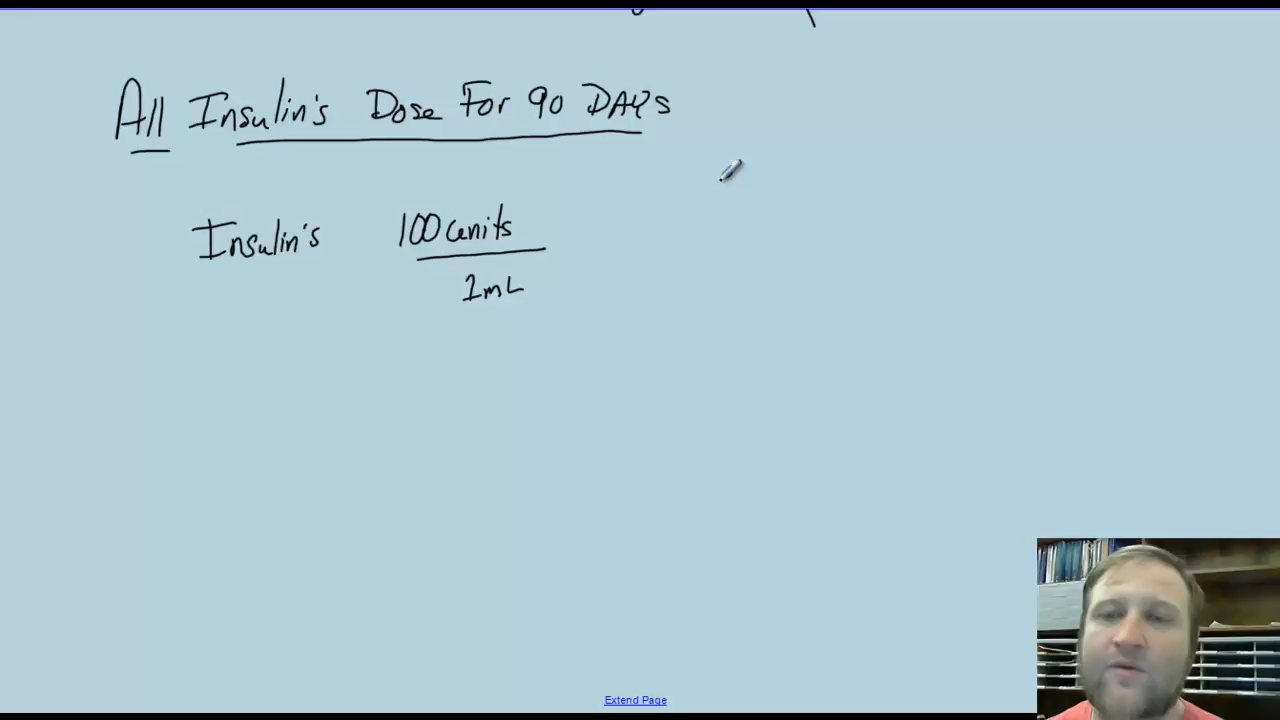 All Insulin's Dose For 90 DAYs
Insulin's 100 units
1mL
Extend Page